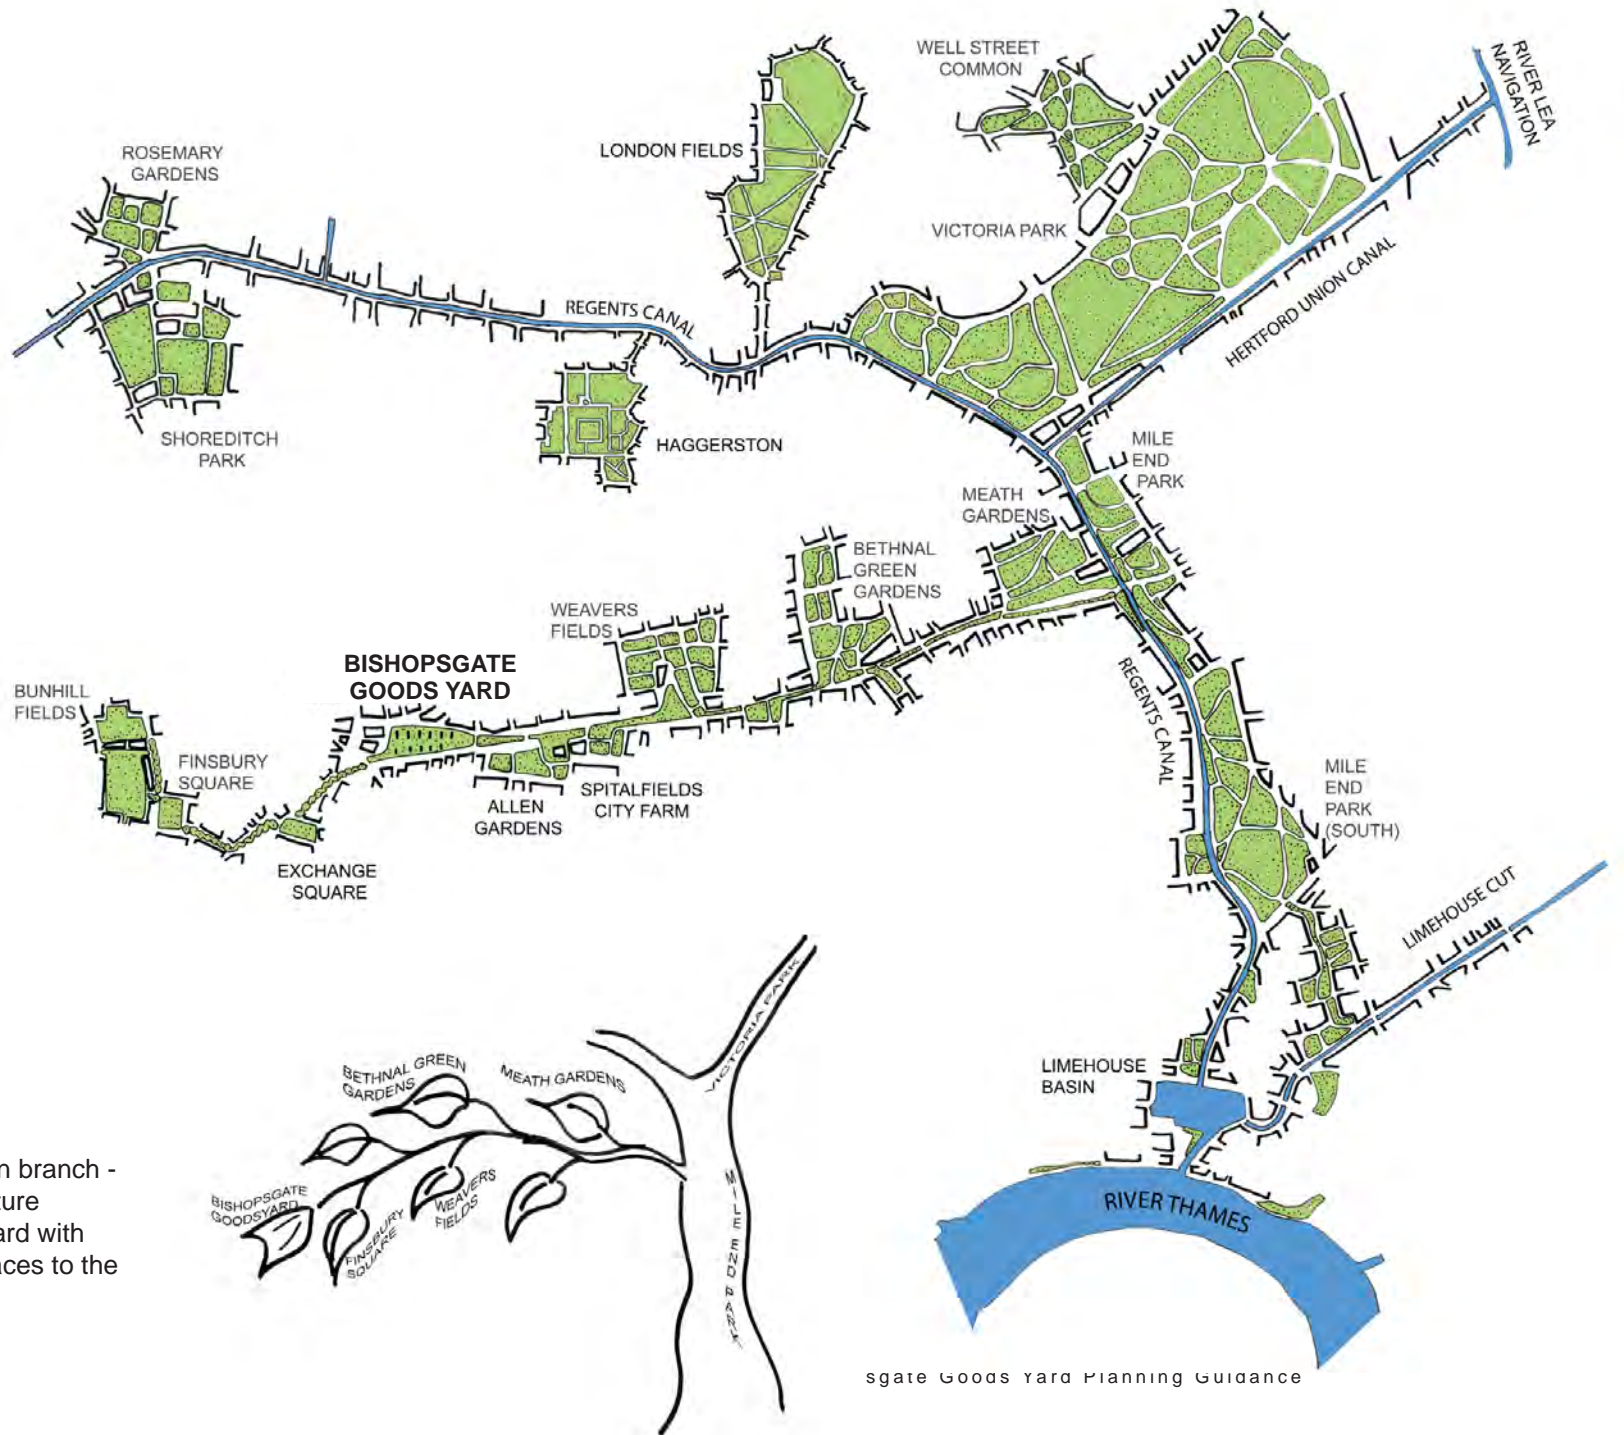 WELL STREET
COMMON
RIVER LEA
NAVIGATION
ROSEMARY
GARDENS
LONDON FIELDS
VICTORIA PARK
HERTFORD UNION CANAL
REGENTS CANAL
SHOREDITCH
PARK
HAGGERSTON
MILE
END
PARK
MEATH
GARDENS
BETHNAL
GREEN
GARDENS
WEAVERS
FIELDS
BISHOPSGATE
GOODS YARD
BUNHILL
FIELDS
FINSBURY
SQUARE
ALLEN
GARDENS
SPITALFIELDS
CITY FARM
EXCHANGE
SQUARE
REGENTS CANAL
MILE
END
PARK
(SOUTH)
LIMEHOUSE CUT
LIMEHOUSE
BASIN
RIVER THAMES
VICTORIA PARK
BETHNAL GREEN
GARDENS
MEATH GARDENS
BISHOPSGATE
GOODSYARD
FINSBURY
SQUARE
WEAVERS
FIELDS
MILE END PARK
n branch -
ture
ard with
aces to the
sgate Goods Yard Planning Guidance